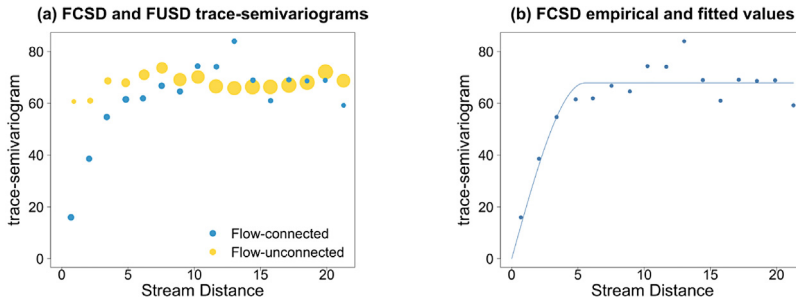 (a) FCSD and FUSD trace-semivariograms
trace-semivariogram
80
60
40
20
0
0 5 10 15 20
Stream Distance
Flow-connected
Flow-unconnected
(b) FCSD empirical and fitted values
trace-semivariogram
80
60
40
20
0
0 5 10 15 20
Stream Distance